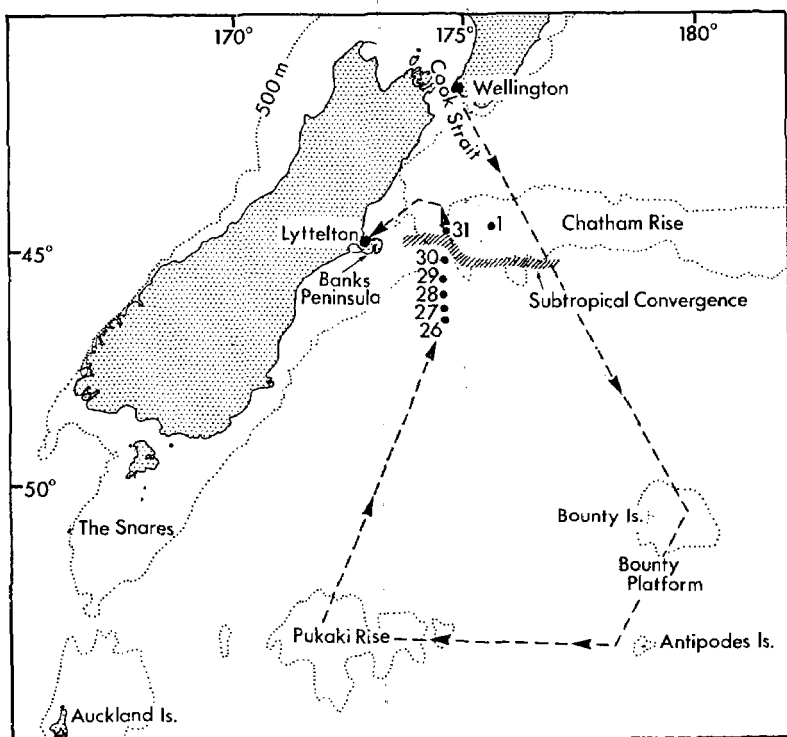 170°
175°
180°
500 m
Cook Strait
Wellington
Chatham Rise
Lyttelton
31
1
45°
Banks
Peninsula
30
29
28
27
26
Subtropical Convergence
50°
The Snares
Bounty Is.
Bounty
Platform
Pukaki Rise
Antipodes Is.
Auckland Is.